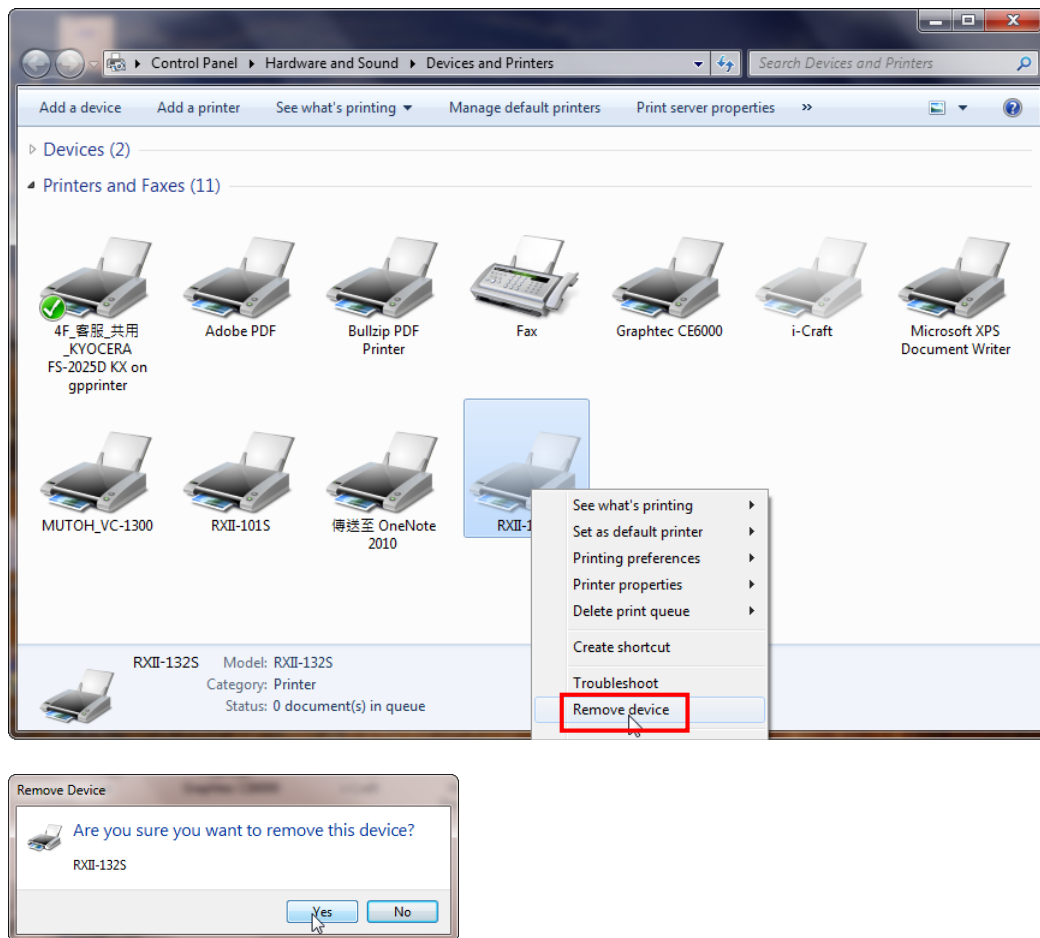 Control Panel Hardware and Sound Devices and Printers Search Devices and Printers
Add a device Add a printer See what's printing Manage default printers Print server properties »
Devices (2)
Printers and Faxes (11)
4F_客服_共用
_KYOCERA
FS-2025D KX on
gpprinter
Adobe PDF
Bullzip PDF
Printer
Fax
Graphtec CE6000
i-Craft
Microsoft XPS
Document Writer
MUTOH_VC-1300
RXII-101S
傳送至 OneNote
2010
RXII-1
See what's printing
Set as default printer
Printing preferences
Printer properties
Delete print queue
Create shortcut
Troubleshoot
Remove device
RXII-132S Model: RXII-132S
Category: Printer
Status: 0 document(s) in queue
Remove Device
Are you sure you want to remove this device?
RXII-132S
Yes No